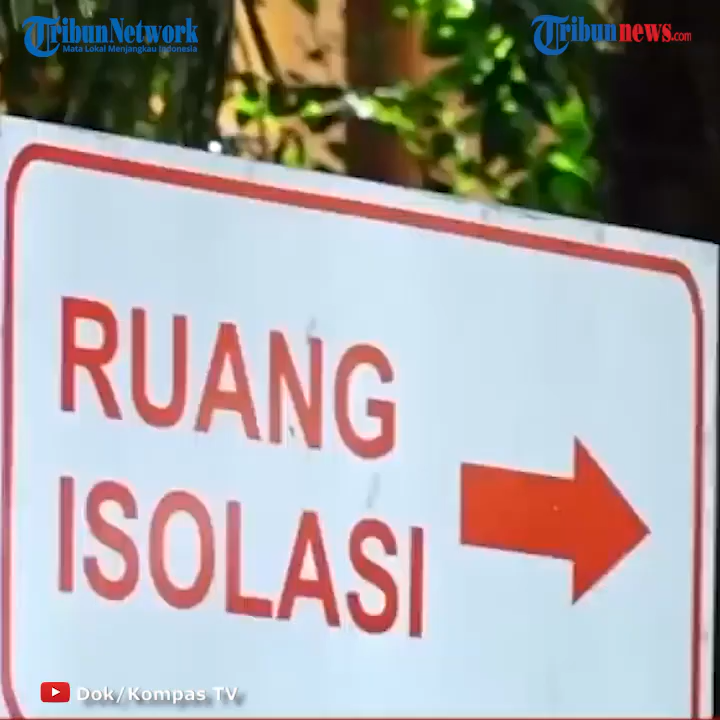 TribunNetwork
Mata Lokal Menjangkau Indonesia
Tribunnews.com
RUANG
ISOLASI
Dok/Kompas TV